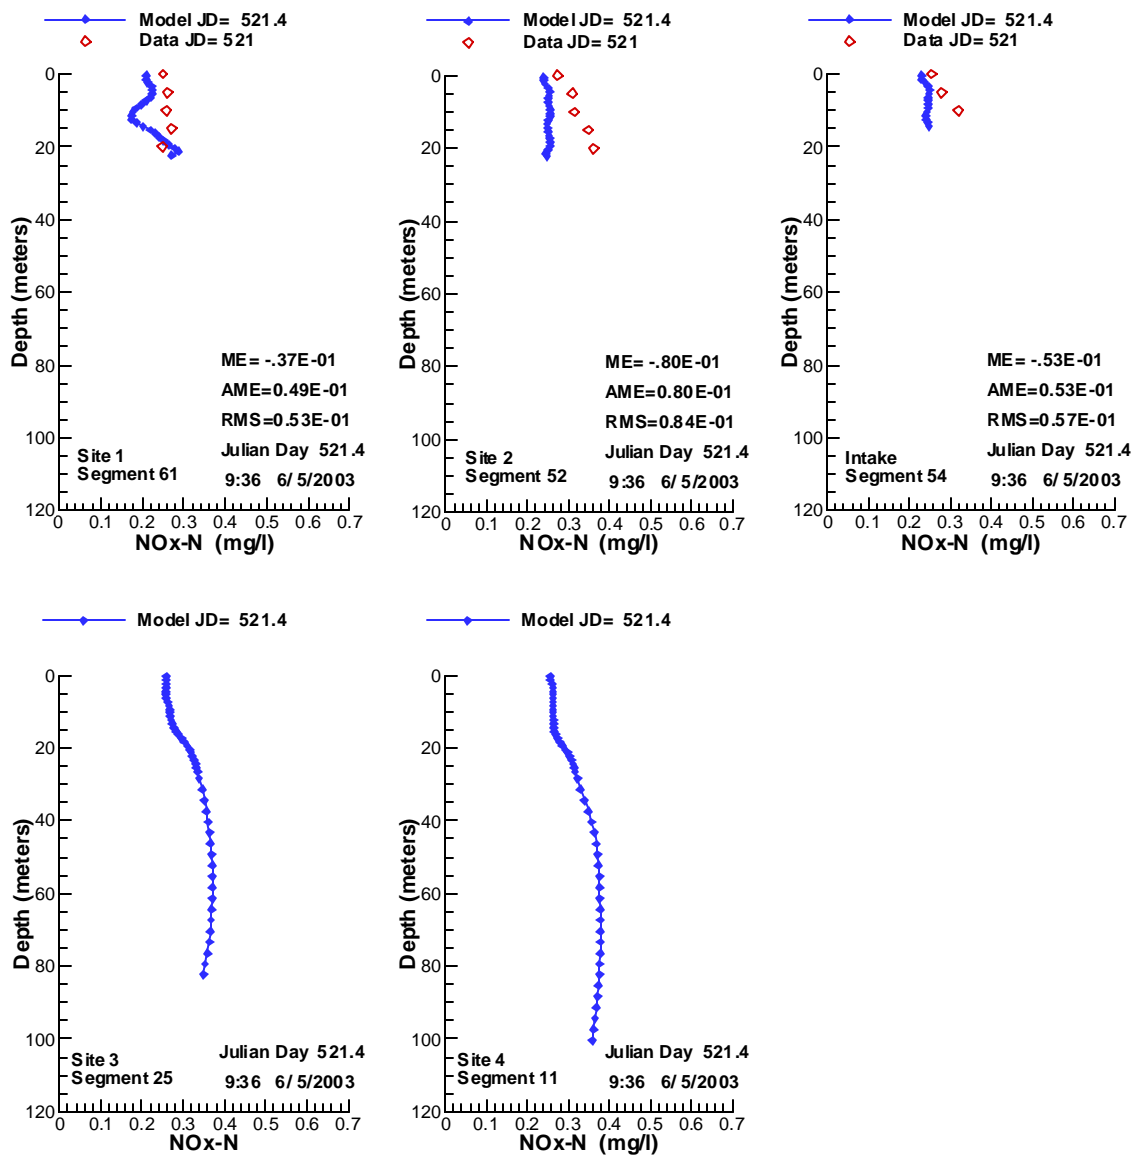 Model JD= 521.4
Data JD= 521
0
20
40
60
80
100
120
Depth (meters)
ME= -.37E-01
AME=0.49E-01
RMS=0.53E-01
Julian Day 521.4
9:36 6/ 5/2003
Site 1
Segment 61
0 0.1 0.2 0.3 0.4 0.5 0.6 0.7
NOx-N (mg/l)
Model JD= 521.4
Data JD= 521
0
20
40
60
80
100
120
Depth (meters)
ME= -.80E-01
AME=0.80E-01
RMS=0.84E-01
Julian Day 521.4
9:36 6/ 5/2003
Site 2
Segment 52
0 0.1 0.2 0.3 0.4 0.5 0.6 0.7
NOx-N (mg/l)
Model JD= 521.4
Data JD= 521
0
20
40
60
80
100
120
Depth (meters)
ME= -.53E-01
AME=0.53E-01
RMS=0.57E-01
Julian Day 521.4
9:36 6/ 5/2003
Intake
Segment 54
0 0.1 0.2 0.3 0.4 0.5 0.6 0.7
NOx-N (mg/l)
Model JD= 521.4
0
20
40
60
80
100
120
Depth (meters)
Julian Day 521.4
9:36 6/ 5/2003
Site 3
Segment 25
0 0.1 0.2 0.3 0.4 0.5 0.6 0.7
NOx-N
Model JD= 521.4
0
20
40
60
80
100
120
Depth (meters)
Julian Day 521.4
9:36 6/ 5/2003
Site 4
Segment 11
0 0.1 0.2 0.3 0.4 0.5 0.6 0.7
NOx-N (mg/l)